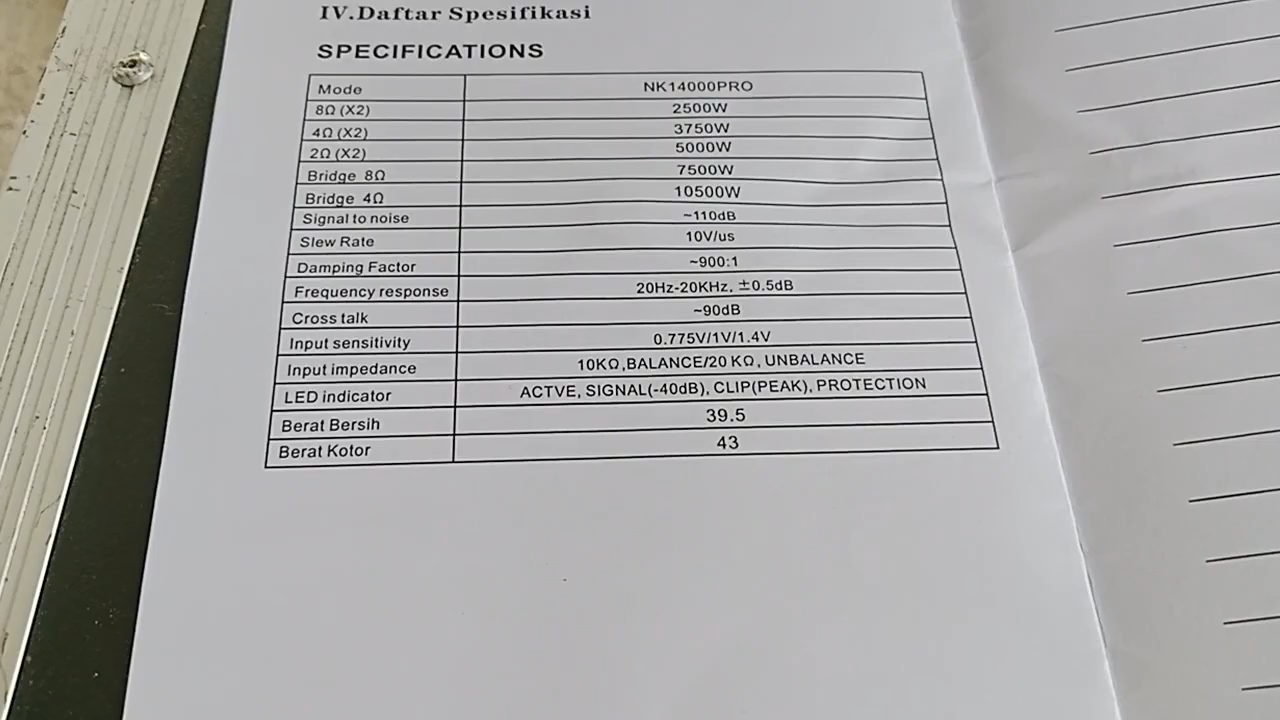 IV.Daftar Spesifikasi
SPECIFICATIONS
Mode NK14000PRO
8Ω (X2) 2500W
4Ω (X2) 3750W
2Ω (X2) 5000W
Bridge 8Ω 7500W
Bridge 4Ω 10500W
Signal to noise ~110dB
Slew Rate 10V/us
Damping Factor ~900:1
Frequency response 20Hz-20KHz, ±0.5dB
Cross talk ~90dB
Input sensitivity 0.775V/1V/1.4V
Input impedance 10KΩ,BALANCE/20 KΩ, UNBALANCE
LED indicator ACTVE, SIGNAL(-40dB), CLIP(PEAK), PROTECTION
Berat Bersih 39.5
Berat Kotor 43